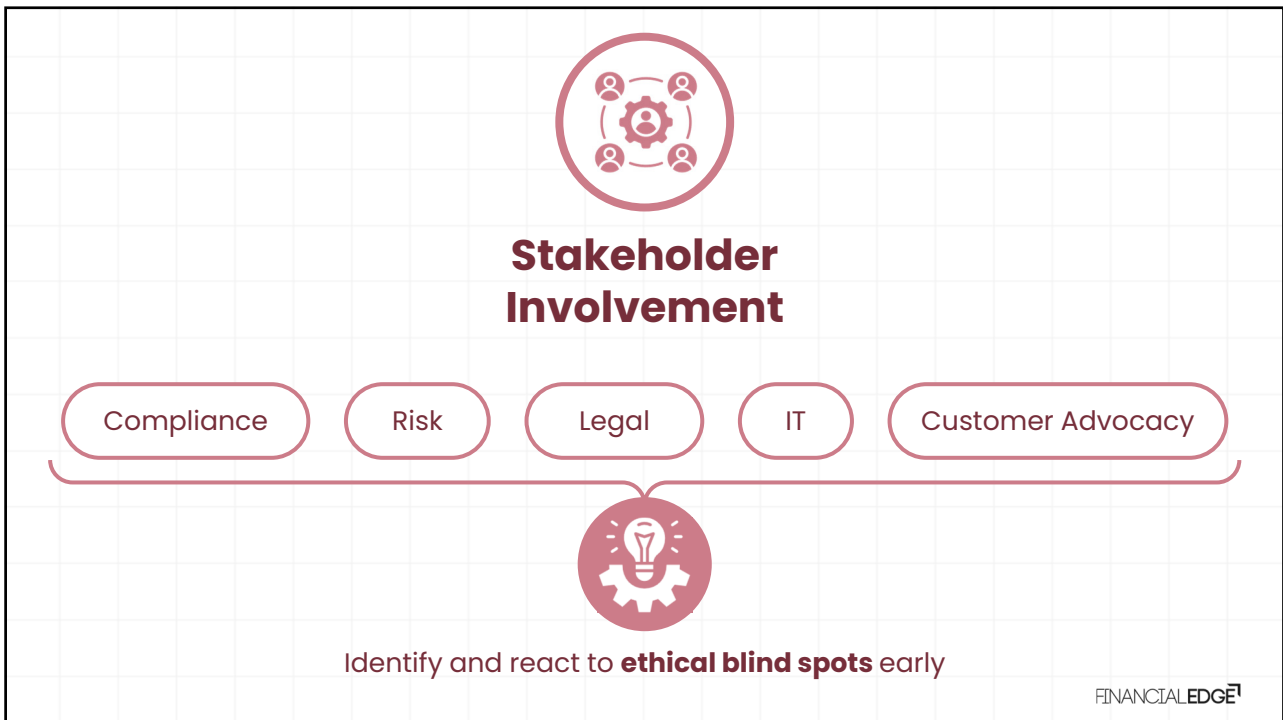 Stakeholder
Involvement
Compliance
Risk
Legal
IT
Customer Advocacy
Identify and react to ethical blind spots early
FINANCIALEDGE